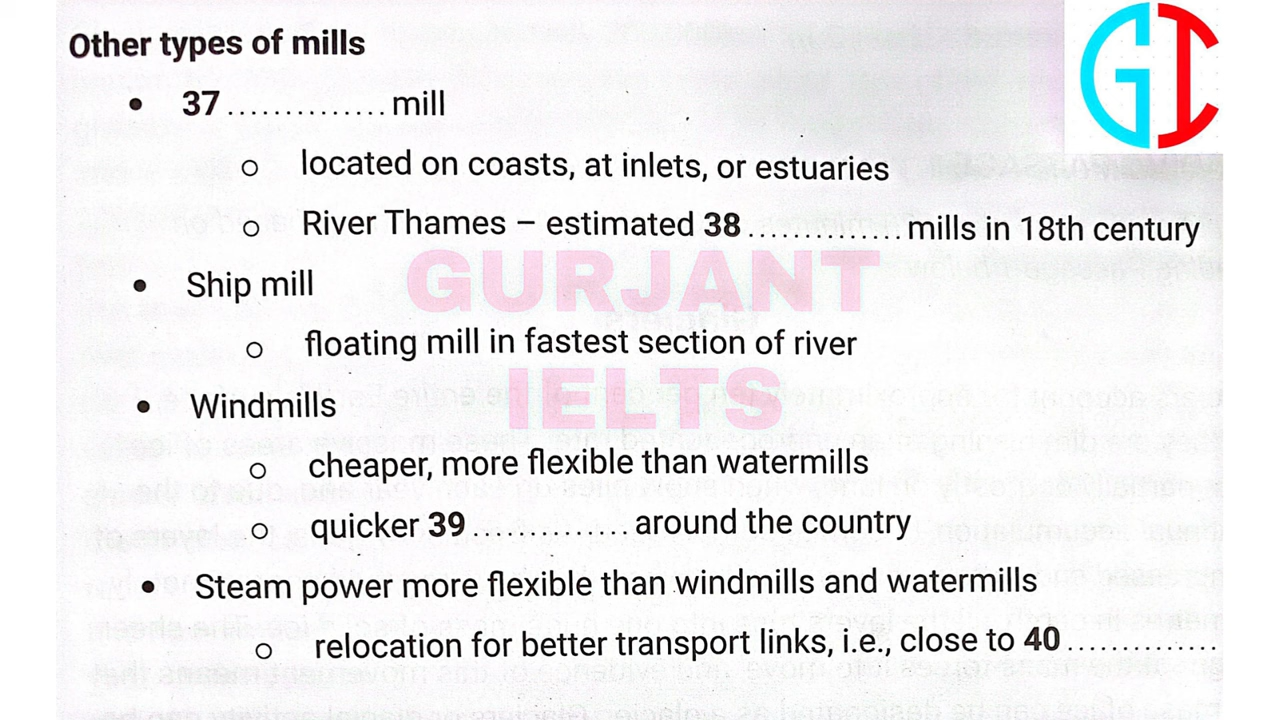 Other types of mills
• 37 .............. mill
o located on coasts, at inlets, or estuaries
o River Thames – estimated 38 .............. mills in 18th century
GURJANT
• Ship mill
o floating mill in fastest section of river
IELTS
• Windmills
o cheaper, more flexible than watermills
o quicker 39 .............. around the country
• Steam power more flexible than windmills and watermills
o relocation for better transport links, i.e., close to 40 ..............
GI